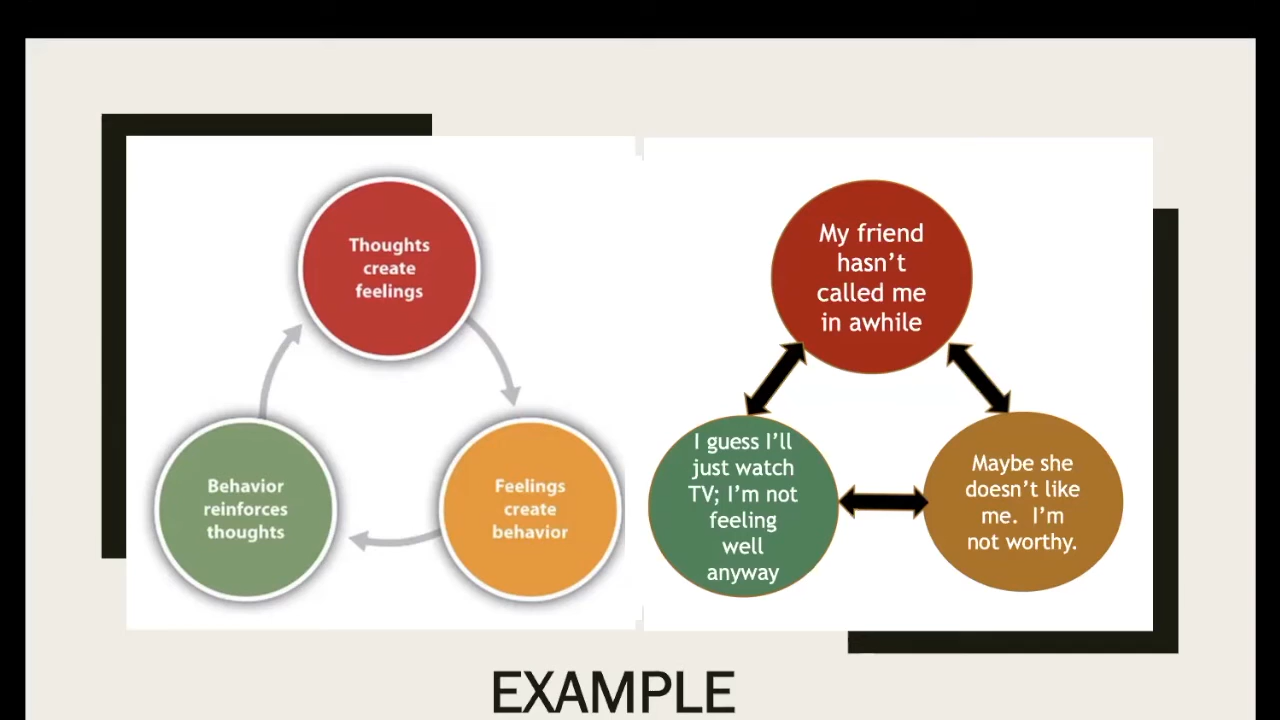 Thoughts
create
feelings
Feelings
create
behavior
Behavior
reinforces
thoughts
My friend
hasn't
called me
in awhile
Maybe she
doesn't like
me. I'm
not worthy.
I guess I'll
just watch
TV; I'm not
feeling
well
anyway
EXAMPLE